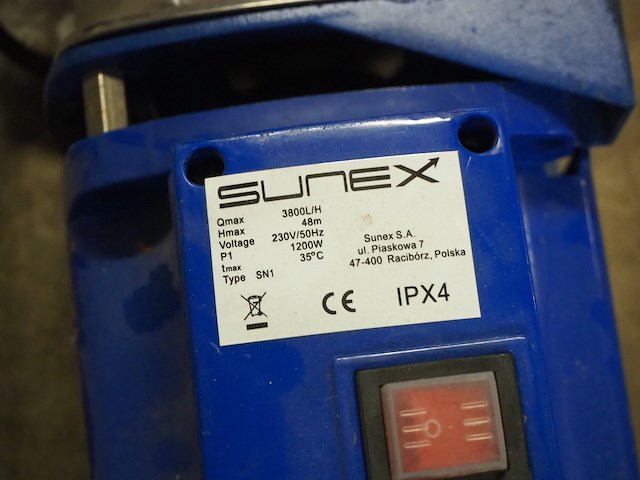 SUNEX
Qmax 3800L/H
Hmax 48m
Voltage 230V/50Hz
P1 1200W
tmax 35°C
Type SN1
Sunex S.A.
ul. Piaskowa 7
47-400 Racibórz, Polska
CE IPX4